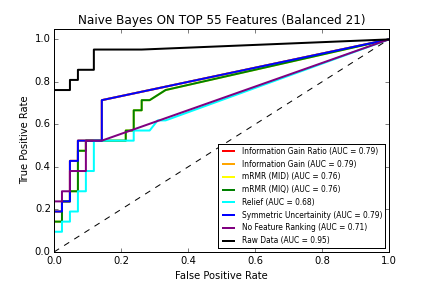 Naive Bayes ON TOP 55 Features (Balanced 21)
1.0
0.8
0.6
0.4
0.2
0.0
True Positive Rate
Information Gain Ratio (AUC = 0.79)
Information Gain (AUC = 0.79)
mRMR (MID) (AUC = 0.76)
mRMR (MIQ) (AUC = 0.76)
Relief (AUC = 0.68)
Symmetric Uncertainity (AUC = 0.79)
No Feature Ranking (AUC = 0.71)
Raw Data (AUC = 0.95)
0.0 0.2 0.4 0.6 0.8 1.0
False Positive Rate